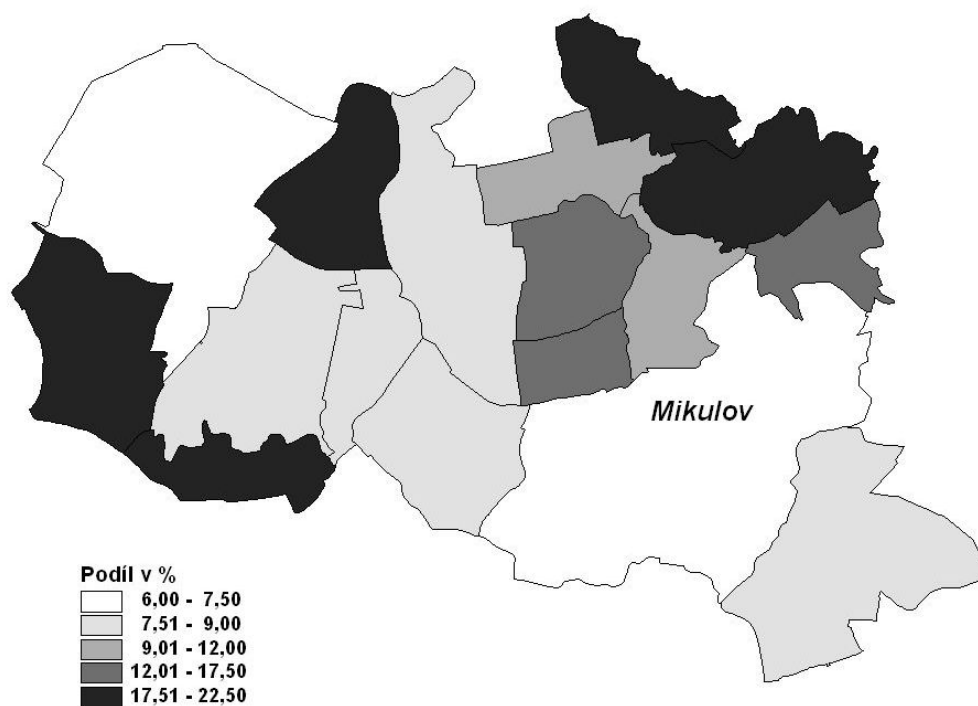 Mikulov
Podíl v %
6,00 - 7,50
7,51 - 9,00
9,01 - 12,00
12,01 - 17,50
17,51 - 22,50